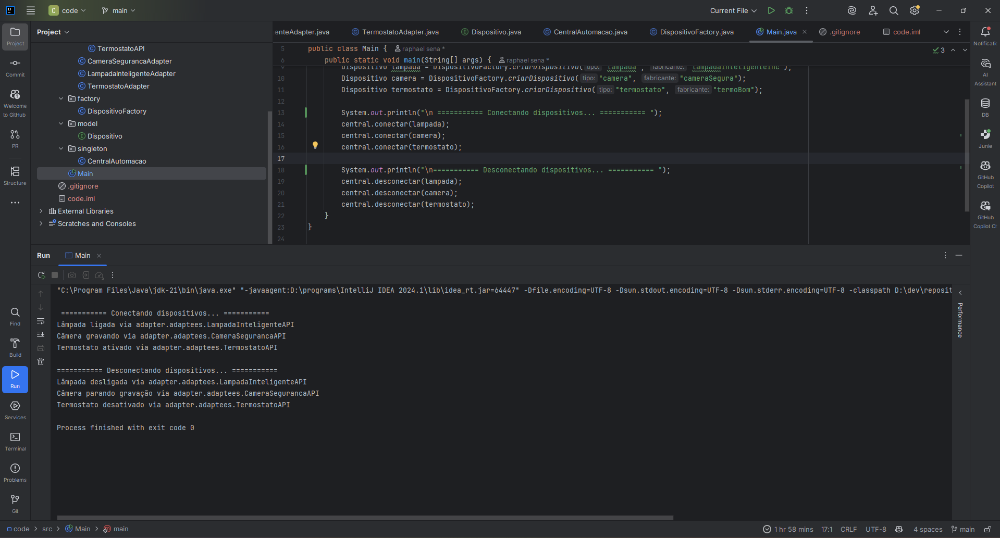 C code main Current File
Project
enteAdapter.java TermostatoAdapter.java Dispositivo.java CentralAutomacao.java DispositivoFactory.java Main.java .gitignore code.iml
TermostatoAPI
CameraSegurancaAdapter
LampadaInteligenteAdapter
TermostatoAdapter
factory
DispositivoFactory
model
Dispositivo
singleton
CentralAutomacao
Main
.gitignore
code.iml
External Libraries
Scratches and Consoles
5 public class Main { raphael sena *
6 public static void main(String[] args) { raphael sena *
9 Dispositivo lampada = DispositivoFactory.criarDispositivo( tipo: "lampada", fabricante: "lampadaInteligenteInc");
10 Dispositivo camera = DispositivoFactory.criarDispositivo( tipo: "camera", fabricante: "cameraSegura");
11 Dispositivo termostato = DispositivoFactory.criarDispositivo( tipo: "termostato", fabricante: "termoBom");
12
13 System.out.println("\n =========== Conectando dispositivos... =========== ");
14 central.conectar(lampada);
15 central.conectar(camera);
16 central.conectar(termostato);
17
18 System.out.println("\n=========== Desconectando dispositivos... =========== ");
19 central.desconectar(lampada);
20 central.desconectar(camera);
21 central.desconectar(termostato);
22 }
23 }
24
3
Project
Commit
Welcome
to GitHub
PR
Structure
Find
Build
Run
Services
Terminal
Problems
Git
Notificatic
AI
Assistant
DB
Junie
GitHub
Copilot
GitHub
Copilot Cl
Run Main
"C:\Program Files\Java\jdk-21\bin\java.exe" "-javaagent:D:\programs\IntelliJ IDEA 2024.1\lib\idea_rt.jar=64447" -Dfile.encoding=UTF-8 -Dsun.stdout.encoding=UTF-8 -Dsun.stderr.encoding=UTF-8 -classpath D:\dev\reposit
=========== Conectando dispositivos... ===========
Lâmpada ligada via adapter.adaptees.LampadaInteligenteAPI
Câmera gravando via adapter.adaptees.CameraSegurancaAPI
Termostato ativado via adapter.adaptees.TermostatoAPI
=========== Desconectando dispositivos... ===========
Lâmpada desligada via adapter.adaptees.LampadaInteligenteAPI
Câmera parando gravação via adapter.adaptees.CameraSegurancaAPI
Termostato desativado via adapter.adaptees.TermostatoAPI
Process finished with exit code 0
Performance
code > src > Main > main
1 hr 58 mins 17:1 CRLF UTF-8 4 spaces main